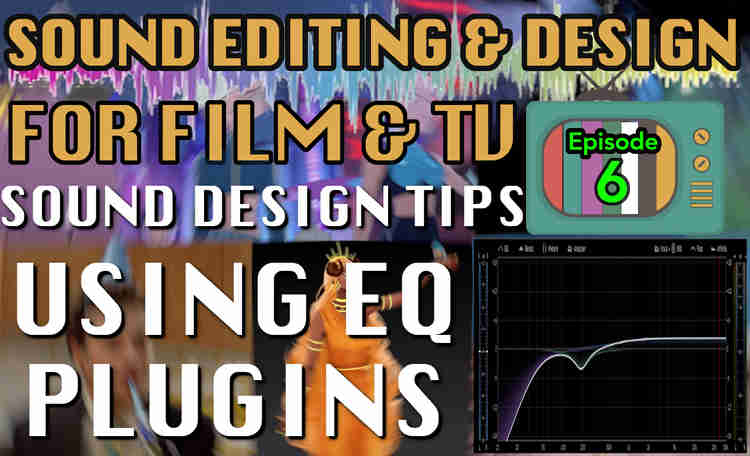 SOUND EDITING & DESIGN
FOR FILM & TV
Episode
6
SOUND DESIGN TIPS
USING EQ
PLUGINS